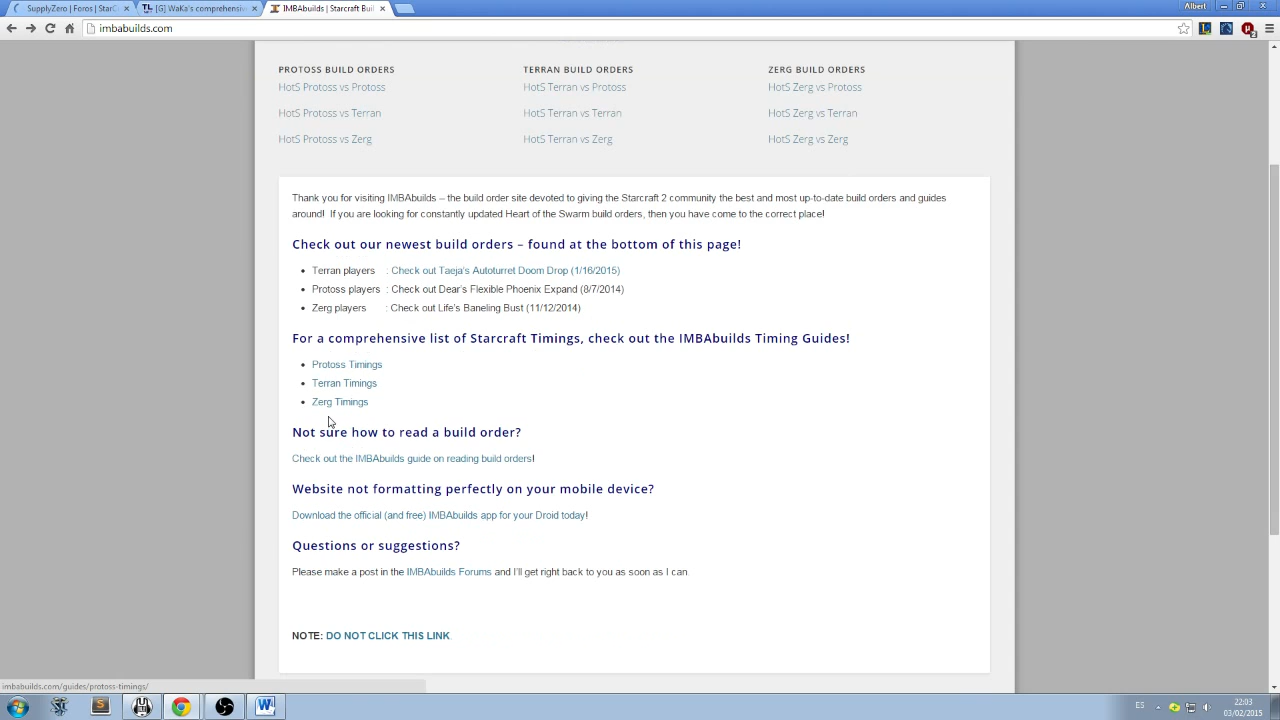 SupplyZero | Foros | StarC
[G] WaKa's comprehensiv
IMBAbuilds | Starcraft Buil
Albert
imbabuilds.com
PROTOSS BUILD ORDERS
TERRAN BUILD ORDERS
ZERG BUILD ORDERS
HotS Protoss vs Protoss
HotS Terran vs Protoss
HotS Zerg vs Protoss
HotS Protoss vs Terran
HotS Terran vs Terran
HotS Zerg vs Terran
HotS Protoss vs Zerg
HotS Terran vs Zerg
HotS Zerg vs Zerg
Thank you for visiting IMBAbuilds – the build order site devoted to giving the Starcraft 2 community the best and most up-to-date build orders and guides
around! If you are looking for constantly updated Heart of the Swarm build orders, then you have come to the correct place!
Check out our newest build orders – found at the bottom of this page!
Terran players : Check out Taeja's Autoturret Doom Drop (1/16/2015)
Protoss players : Check out Dear's Flexible Phoenix Expand (8/7/2014)
Zerg players : Check out Life's Baneling Bust (11/12/2014)
For a comprehensive list of Starcraft Timings, check out the IMBAbuilds Timing Guides!
Protoss Timings
Terran Timings
Zerg Timings
Not sure how to read a build order?
Check out the IMBAbuilds guide on reading build orders!
Website not formatting perfectly on your mobile device?
Download the official (and free) IMBAbuilds app for your Droid today!
Questions or suggestions?
Please make a post in the IMBAbuilds Forums and I'll get right back to you as soon as I can.
NOTE: DO NOT CLICK THIS LINK.
imbabuilds.com/guides/protoss-timings/
ES
22:03
03/02/2015